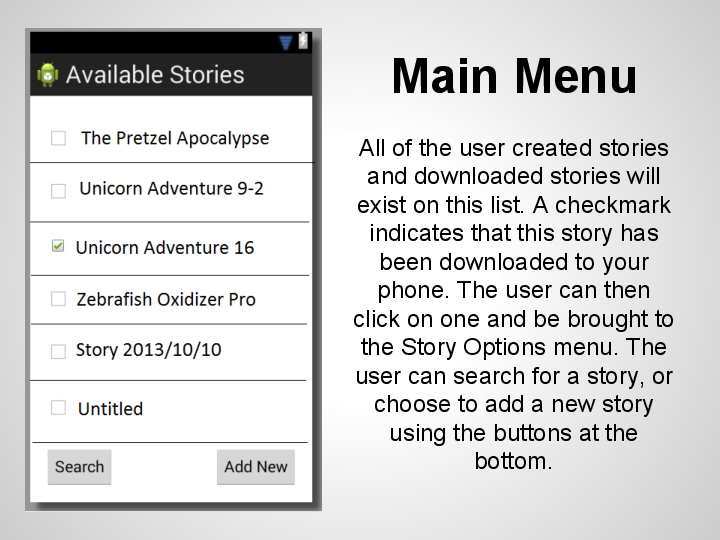 Available Stories
The Pretzel Apocalypse
Unicorn Adventure 9-2
Unicorn Adventure 16
Zebrafish Oxidizer Pro
Story 2013/10/10
Untitled
Search
Add New
Main Menu
All of the user created stories
and downloaded stories will
exist on this list. A checkmark
indicates that this story has
been downloaded to your
phone. The user can then
click on one and be brought to
the Story Options menu. The
user can search for a story, or
choose to add a new story
using the buttons at the
bottom.